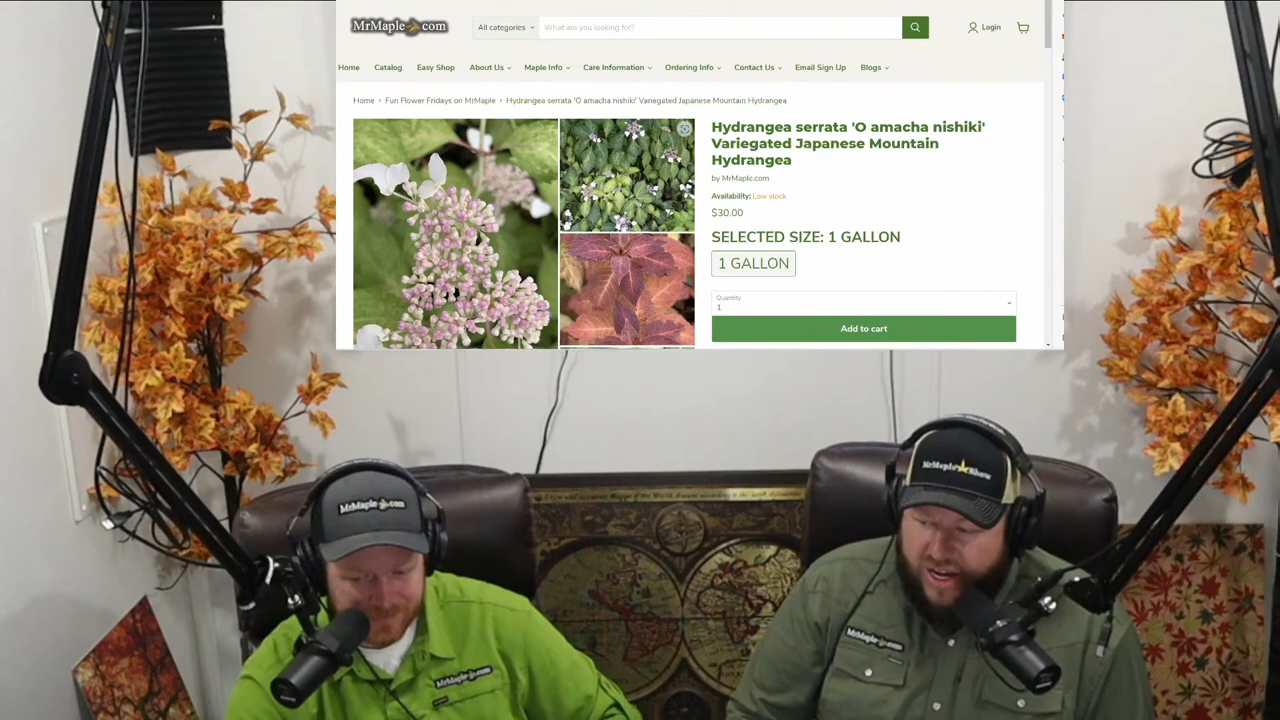 MrMaple.com
All categories
What are you looking for?
Login
Home
Catalog
Easy Shop
About Us
Maple Info
Care Information
Ordering Info
Contact Us
Email Sign Up
Blogs
Home › Fun Flower Fridays on MrMaple › Hydrangea serrata 'O amacha nishiki' Variegated Japanese Mountain Hydrangea
Hydrangea serrata 'O amacha nishiki'
Variegated Japanese Mountain
Hydrangea
by MrMaple.com
Availability: Low stock
$30.00
SELECTED SIZE: 1 GALLON
1 GALLON
Quantity
1
Add to cart
MrMaple.com
MrMaple Show
MrMaple.com
MrMaple.com